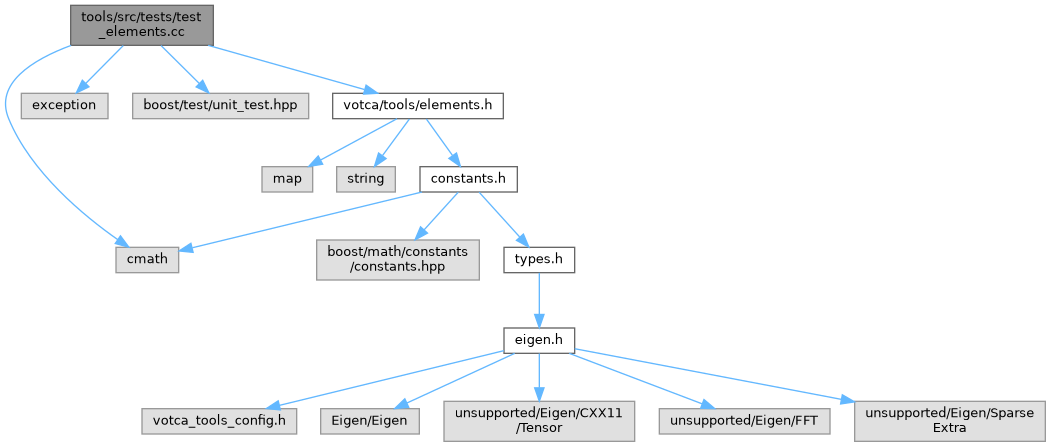 tools/src/tests/test
_elements.cc
exception
boost/test/unit_test.hpp
votca/tools/elements.h
map
string
constants.h
cmath
boost/math/constants
/constants.hpp
types.h
eigen.h
votca_tools_config.h
Eigen/Eigen
unsupported/Eigen/CXX11
/Tensor
unsupported/Eigen/FFT
unsupported/Eigen/Sparse
Extra